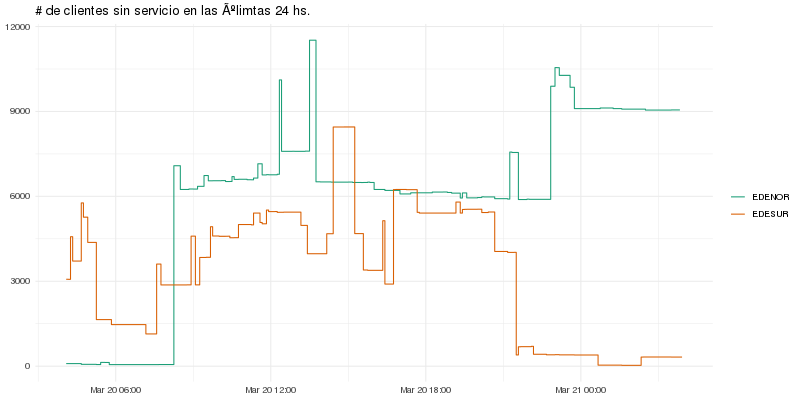 # de clientes sin servicio en las Ãºlimtas 24 hs.
12000
9000
6000
3000
0
Mar 20 06:00
Mar 20 12:00
Mar 20 18:00
Mar 21 00:00
EDENOR
EDESUR